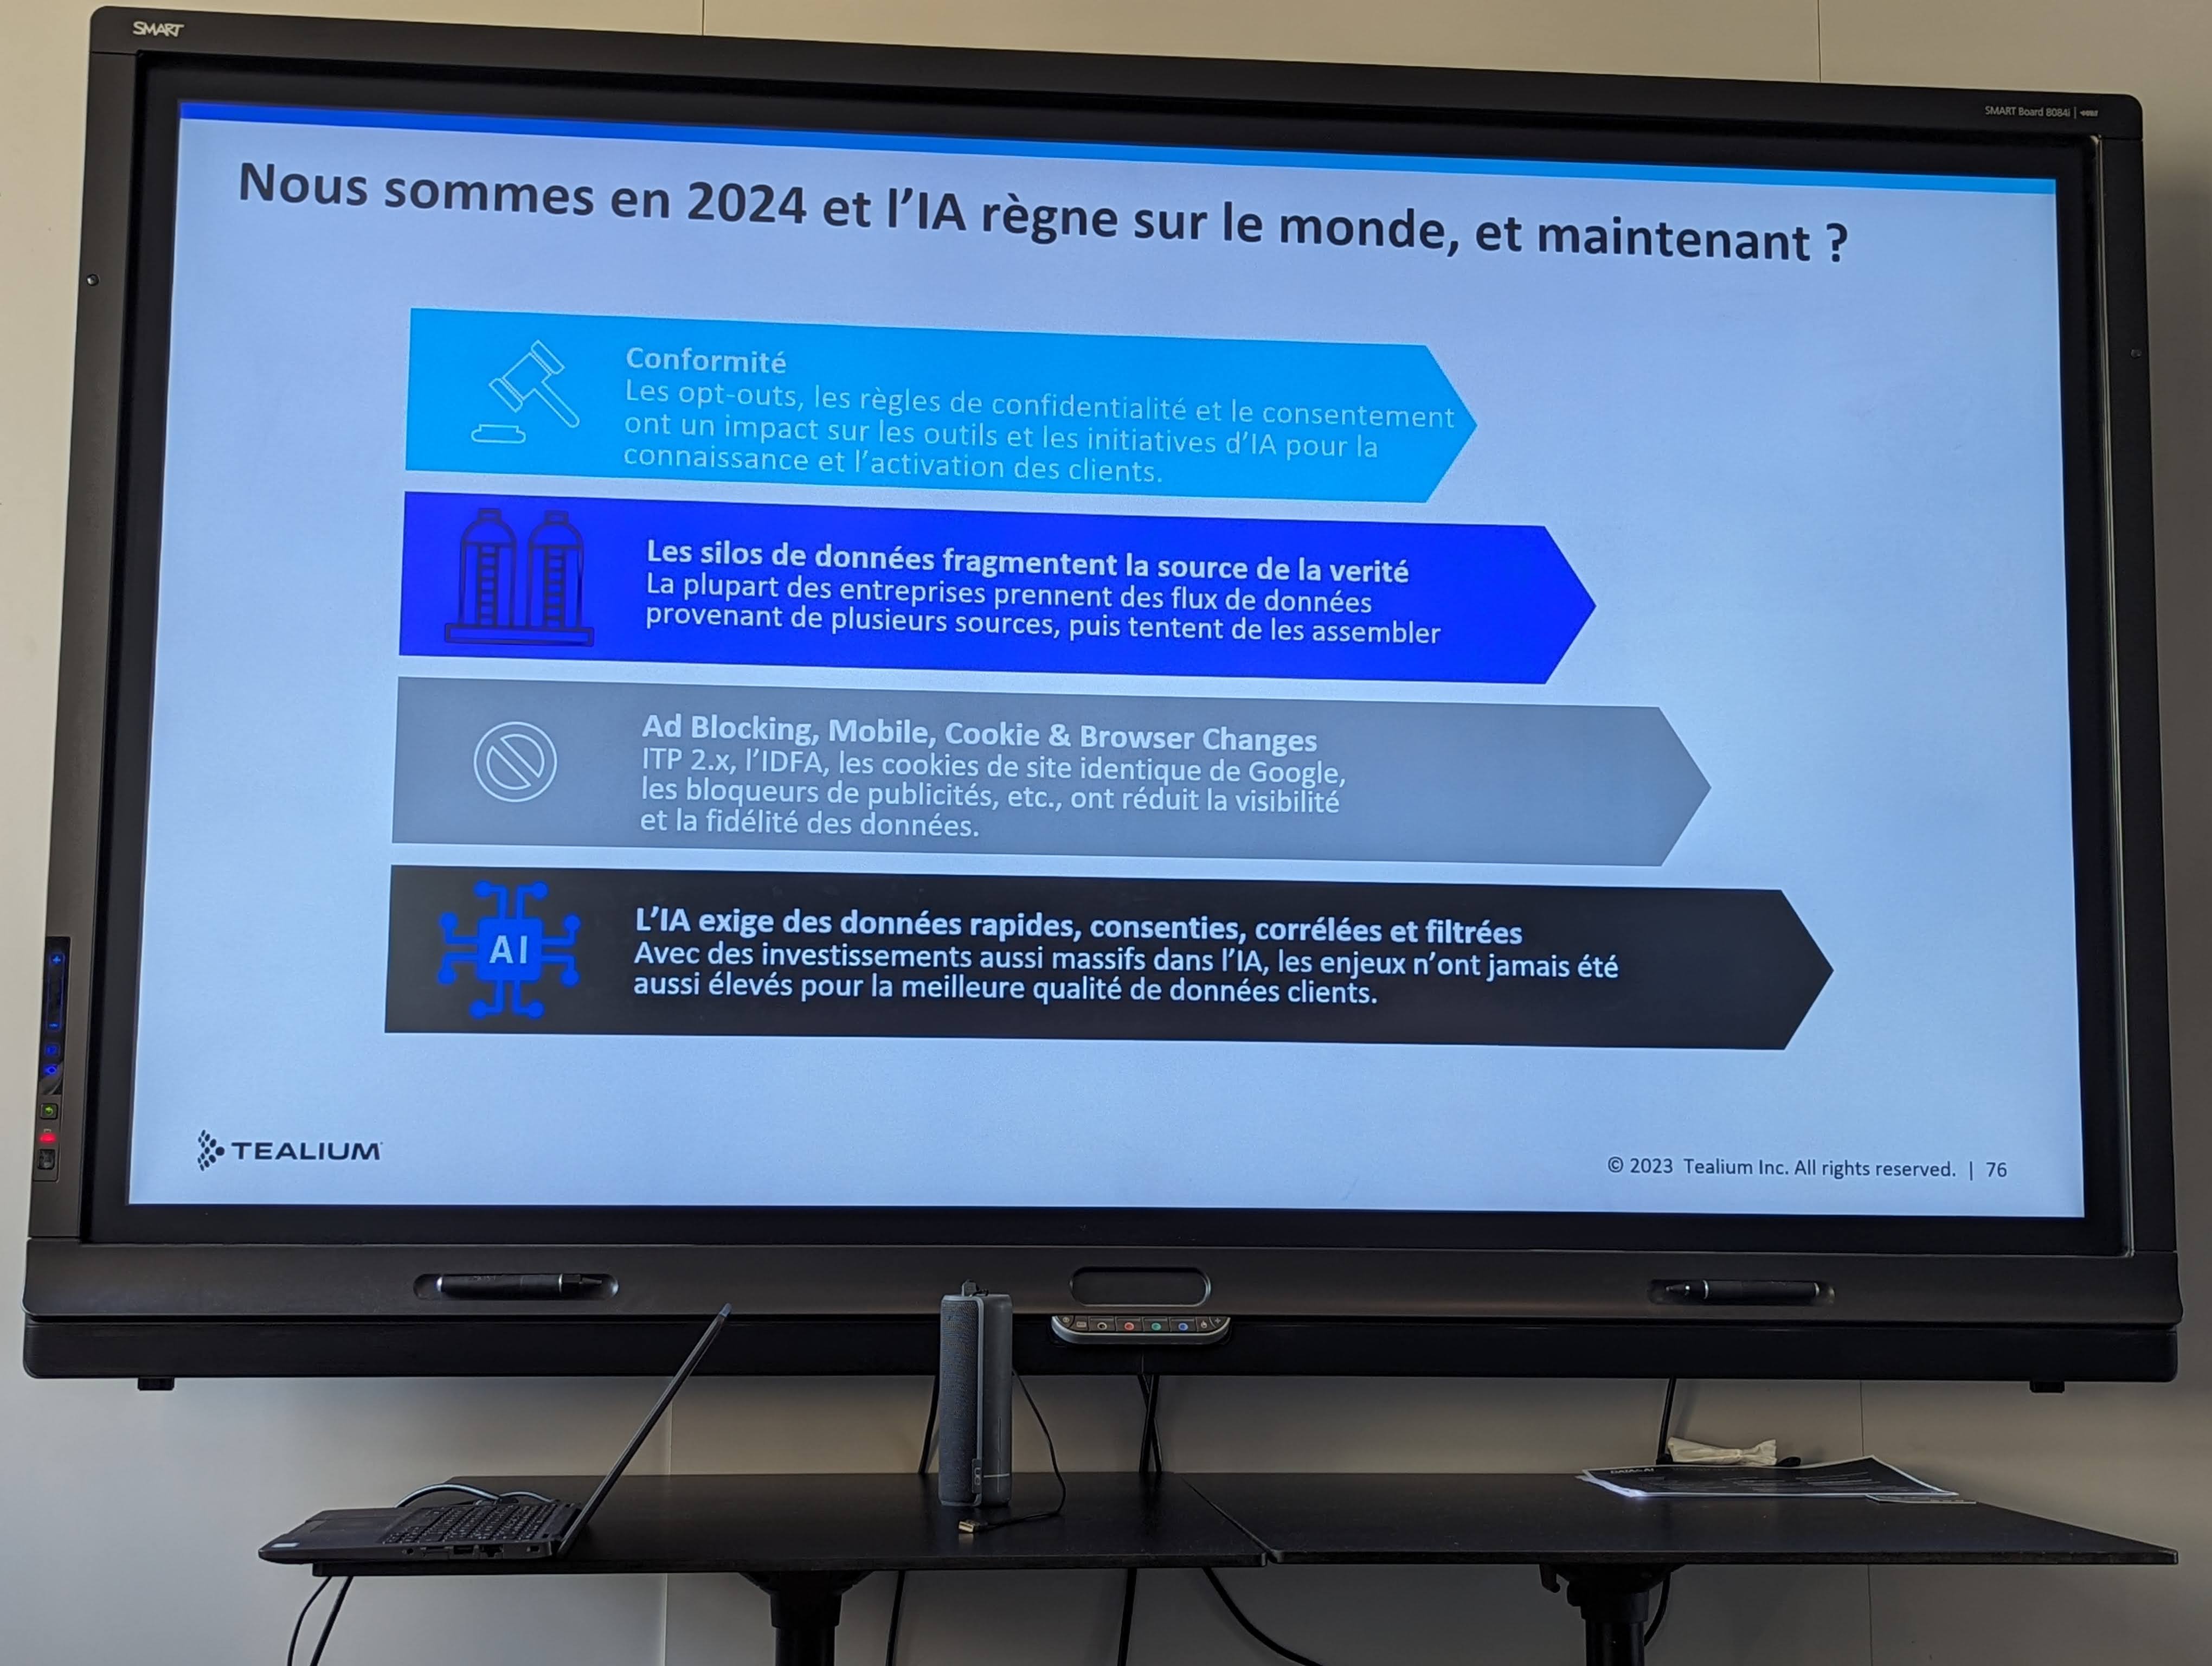 SMART
SMART Board 8084i
Nous sommes en 2024 et l’IA règne sur le monde, et maintenant ?
Conformité
Les opt-outs, les règles de confidentialité et le consentement
ont un impact sur les outils et les initiatives d’IA pour la
connaissance et l’activation des clients.
Les silos de données fragmentent la source de la verité
La plupart des entreprises prennent des flux de données
provenant de plusieurs sources, puis tentent de les assembler
Ad Blocking, Mobile, Cookie & Browser Changes
ITP 2.x, l’IDFA, les cookies de site identique de Google,
les bloqueurs de publicités, etc., ont réduit la visibilité
et la fidélité des données.
AI
L’IA exige des données rapides, consenties, corrélées et filtrées
Avec des investissements aussi massifs dans l’IA, les enjeux n’ont jamais été
aussi élevés pour la meilleure qualité de données clients.
TEALIUM
© 2023 Tealium Inc. All rights reserved. | 76